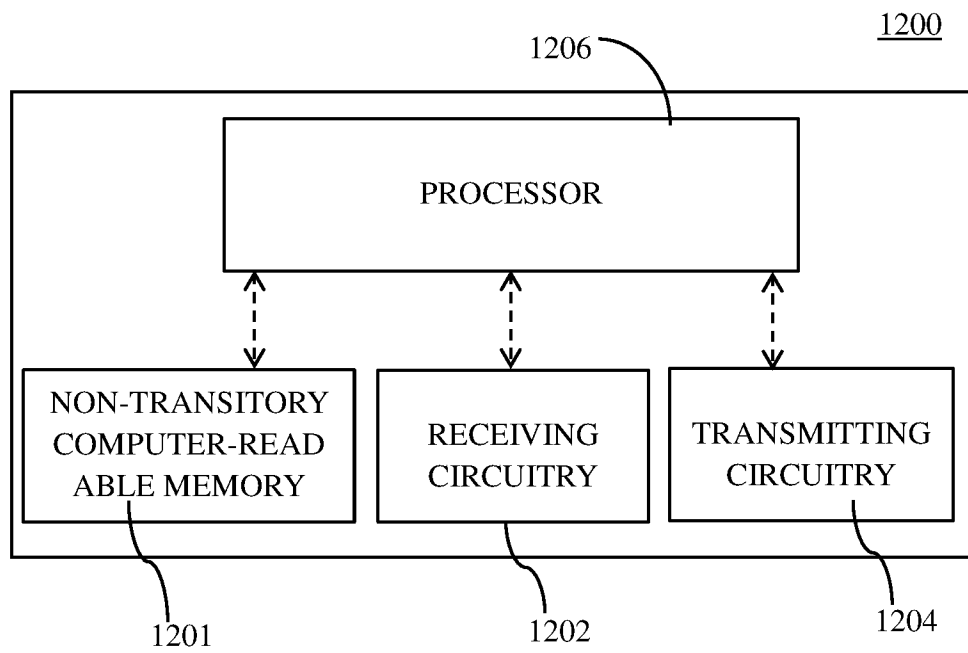 1200
1206
PROCESSOR
NON-TRANSITORY
COMPUTER-READ
ABLE MEMORY
RECEIVING
CIRCUITRY
TRANSMITTING
CIRCUITRY
1201
1202
1204